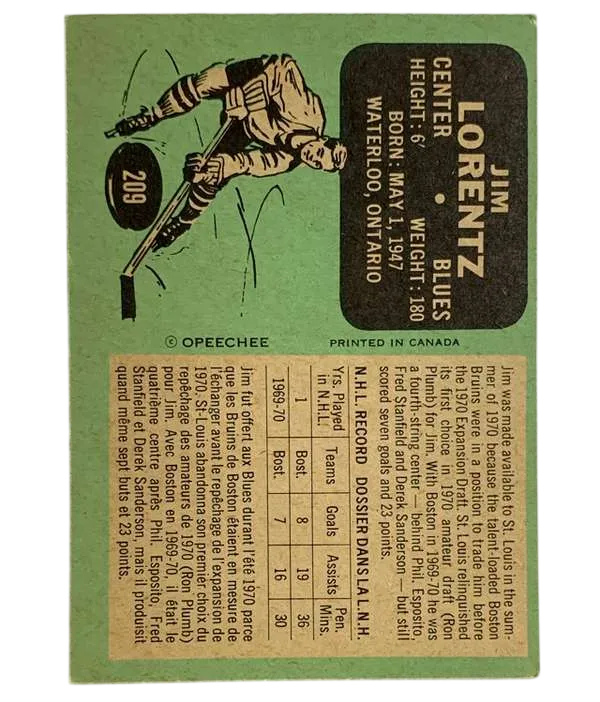 JIM
LORENTZ
CENTER • BLUES
HEIGHT: 6' WEIGHT: 180
BORN: MAY 1, 1947
WATERLOO, ONTARIO
209
© OPEECHEE PRINTED IN CANADA
Jim was made available to St. Louis in the sum-
mer of 1970 because the talent-loaded Boston
Bruins were in a position to trade him before
the 1970 Expansion Draft. St. Louis relinquished
its first choice in 1970 amateur draft (Ron
Plumb) for Jim. With Boston in 1969-70 he was
a fourth-string center — behind Phil. Esposito,
Fred Stanfield and Derek Sanderson — but still
scored seven goals and 23 points.
N.H.L. RECORD DOSSIER DANS LA L.N.H.
Yrs. Played in N.H.L. Teams Goals Assists Pen. Mins.
1 Bost. 8 19 36
1969-70 Bost. 7 16 30
Jim fut offert aux Blues durant l'été 1970 parce
que les Bruins de Boston étaient en mesure de
l'échanger avant le repêchage de l'expansion de
1970. St-Louis abandonna son premier choix du
repêchage des amateurs de 1970 (Ron Plumb)
pour Jim. Avec Boston en 1969-70, il était le
quatrième centre après Phil. Esposito, Fred
Stanfield et Derek Sanderson, mais il produisit
quand même sept buts et 23 points.